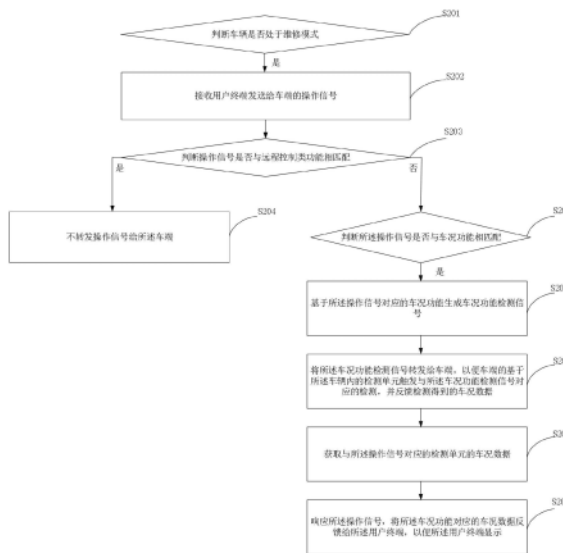 S201
判断车辆是否处于维修模式
是
S202
接收用户终端发送给车端的操作信号
S203
判断操作信号是否与远程控制类功能相匹配
是
否
S204
不转发操作信号给所述车端
S20
判断所述操作信号是否与车况功能相匹配
是
S20
基于所述操作信号对应的车况功能生成车况功能检测信
号
S20
将所述车况功能检测信号转发给车端，以便车端的基于
所述车辆内的检测单元触发与所述车况功能检测信号对
应的检测，并反馈检测得到的车况数据
S20
获取与所述操作信号对应的检测单元的车况数据
S20
响应所述操作信号，将所述车况功能对应的车况数据反
馈给所述用户终端，以便所述用户终端显示